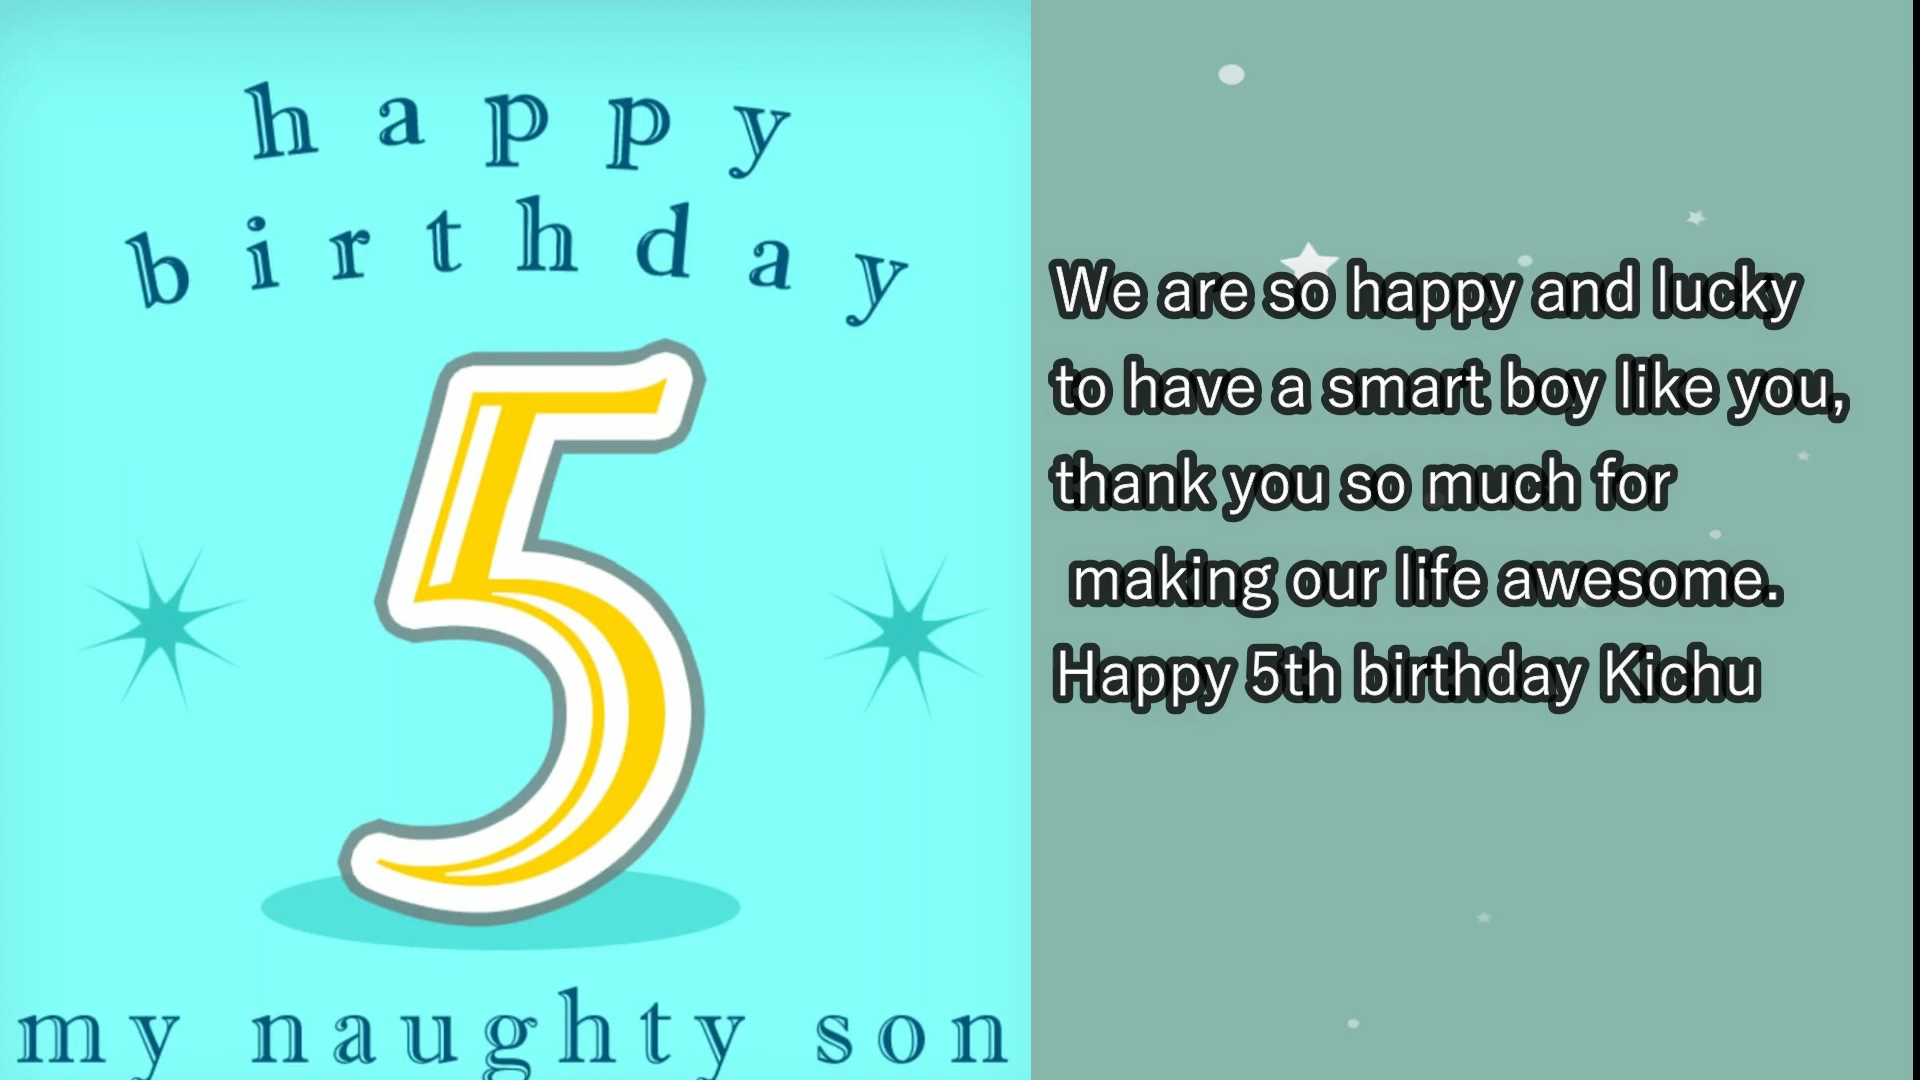 happy
birthday
5
my naughty son
We are so happy and lucky
to have a smart boy like you,
thank you so much for
making our life awesome.
Happy 5th birthday Kichu